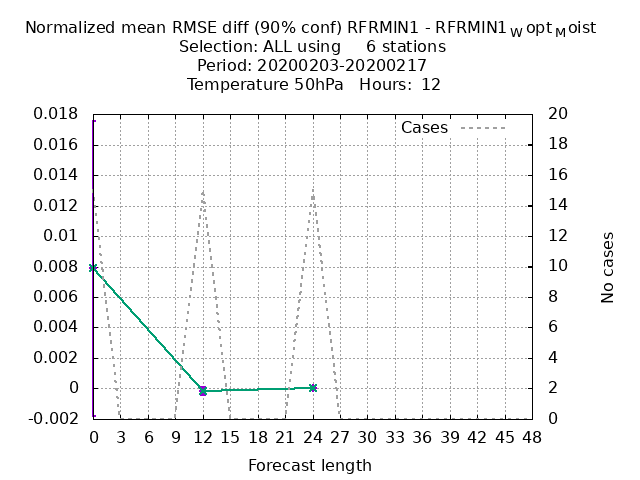 Normalized mean RMSE diff (90% conf) RFRMIN1 - RFRMIN1WoptMoist
Selection: ALL using 6 stations
Period: 20200203-20200217
Temperature 50hPa Hours: 12
Cases
0.018
0.016
0.014
0.012
0.01
0.008
0.006
0.004
0.002
0
-0.002
20
18
16
14
12
10
8
6
4
2
0
No cases
0 3 6 9 12 15 18 21 24 27 30 33 36 39 42 45 48
Forecast length